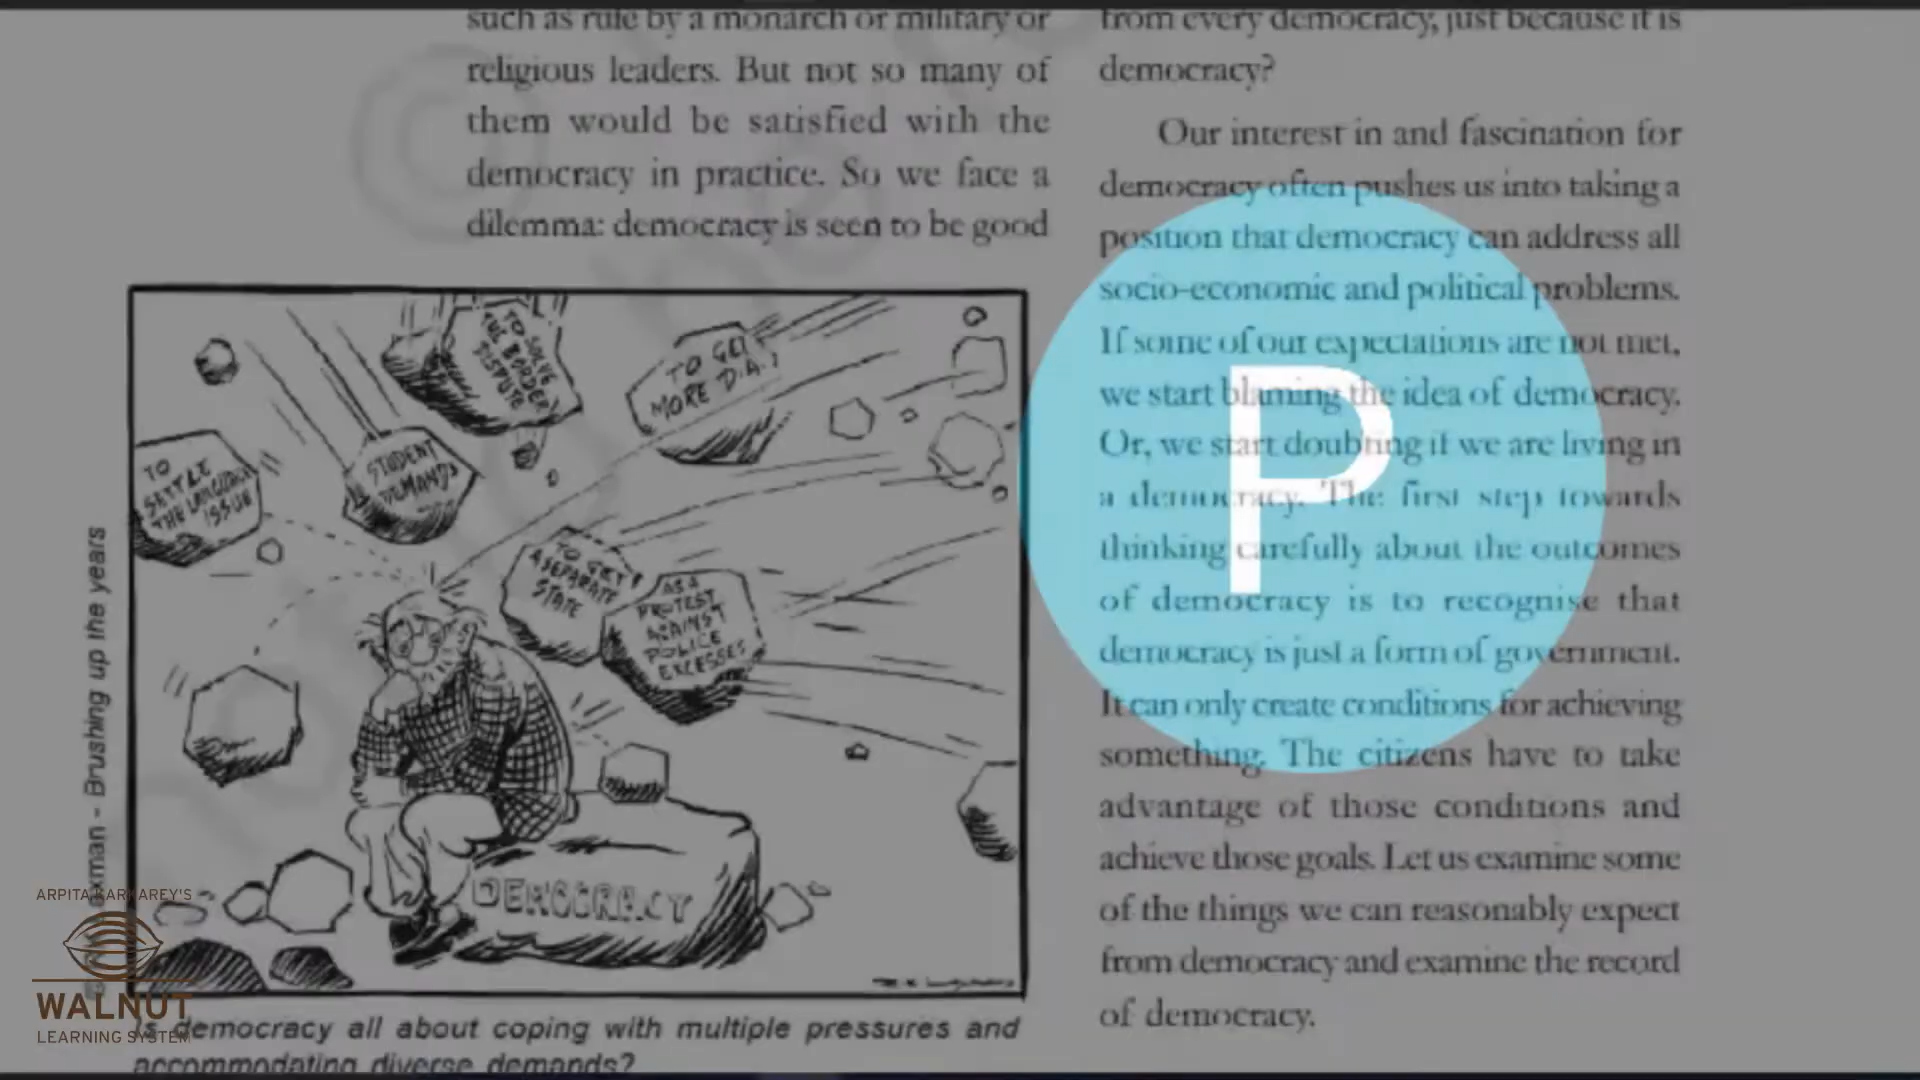 such as rule by a monarch or military or
religious leaders. But not so many of
them would be satisfied with the
democracy in practice. So we face a
dilemma: democracy is seen to be good
from every democracy, just because it is
democracy?
Our interest in and fascination for
democracy often pushes us into taking a
position that democracy can address all
socio-economic and political problems.
If some of our expectations are not met,
we start blaming the idea of democracy.
Or, we start doubting if we are living in
a democracy. The first step towards
thinking carefully about the outcomes
of democracy is to recognise that
democracy is just a form of government.
It can only create conditions for achieving
something. The citizens have to take
advantage of those conditions and
achieve those goals. Let us examine some
of the things we can reasonably expect
from democracy and examine the record
of democracy.
P
TO SOLVE
THE BORDER
DISPUTE
TO GET
MORE D.A.!
TO
SETTLE
THE LANGUAGE
ISSUE
STUDENT
DEMANDS
TO GET
A SEPARATE
STATE
AS A
PROTEST
AGAINST
POLICE
EXCESSES
DEMOCRACY
- Brushing up the years
Is democracy all about coping with multiple pressures and
accommodating diverse demands?
ARPITA KARKAREY'S
WALNUT
LEARNING SYSTEM